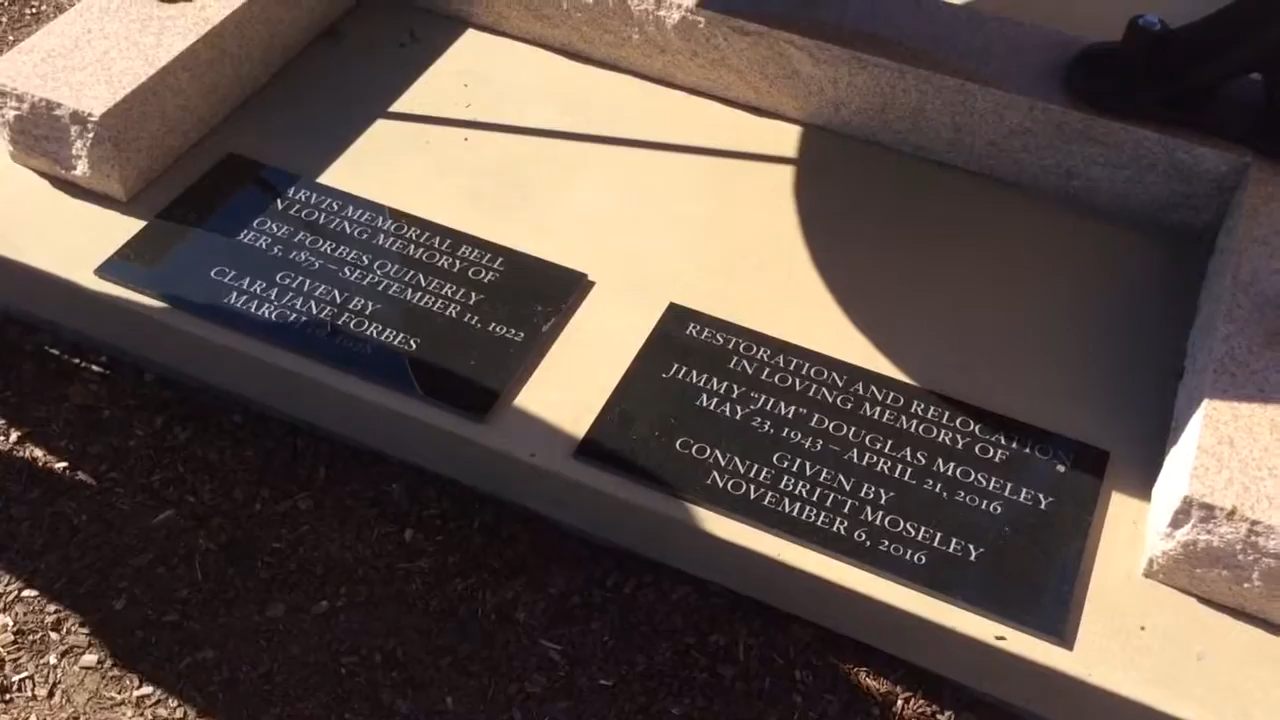 ARVIS MEMORIAL BELL
N LOVING MEMORY OF
OSE FORBES QUINERLY
BER 5, 1875 – SEPTEMBER 11, 1922
GIVEN BY
CLARA JANE FORBES
MARCH
RESTORATION AND RELOCATION
IN LOVING MEMORY OF
JIMMY "JIM" DOUGLAS MOSELEY
MAY 23, 1943 – APRIL 21, 2016
GIVEN BY
CONNIE BRITT MOSELEY
NOVEMBER 6, 2016